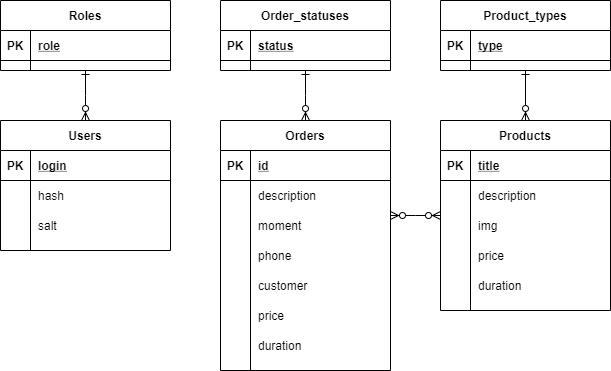 Roles
PK role
Order_statuses
PK status
Product_types
PK type
Users
PK login
hash
salt
Orders
PK id
description
moment
phone
customer
price
duration
Products
PK title
description
img
price
duration